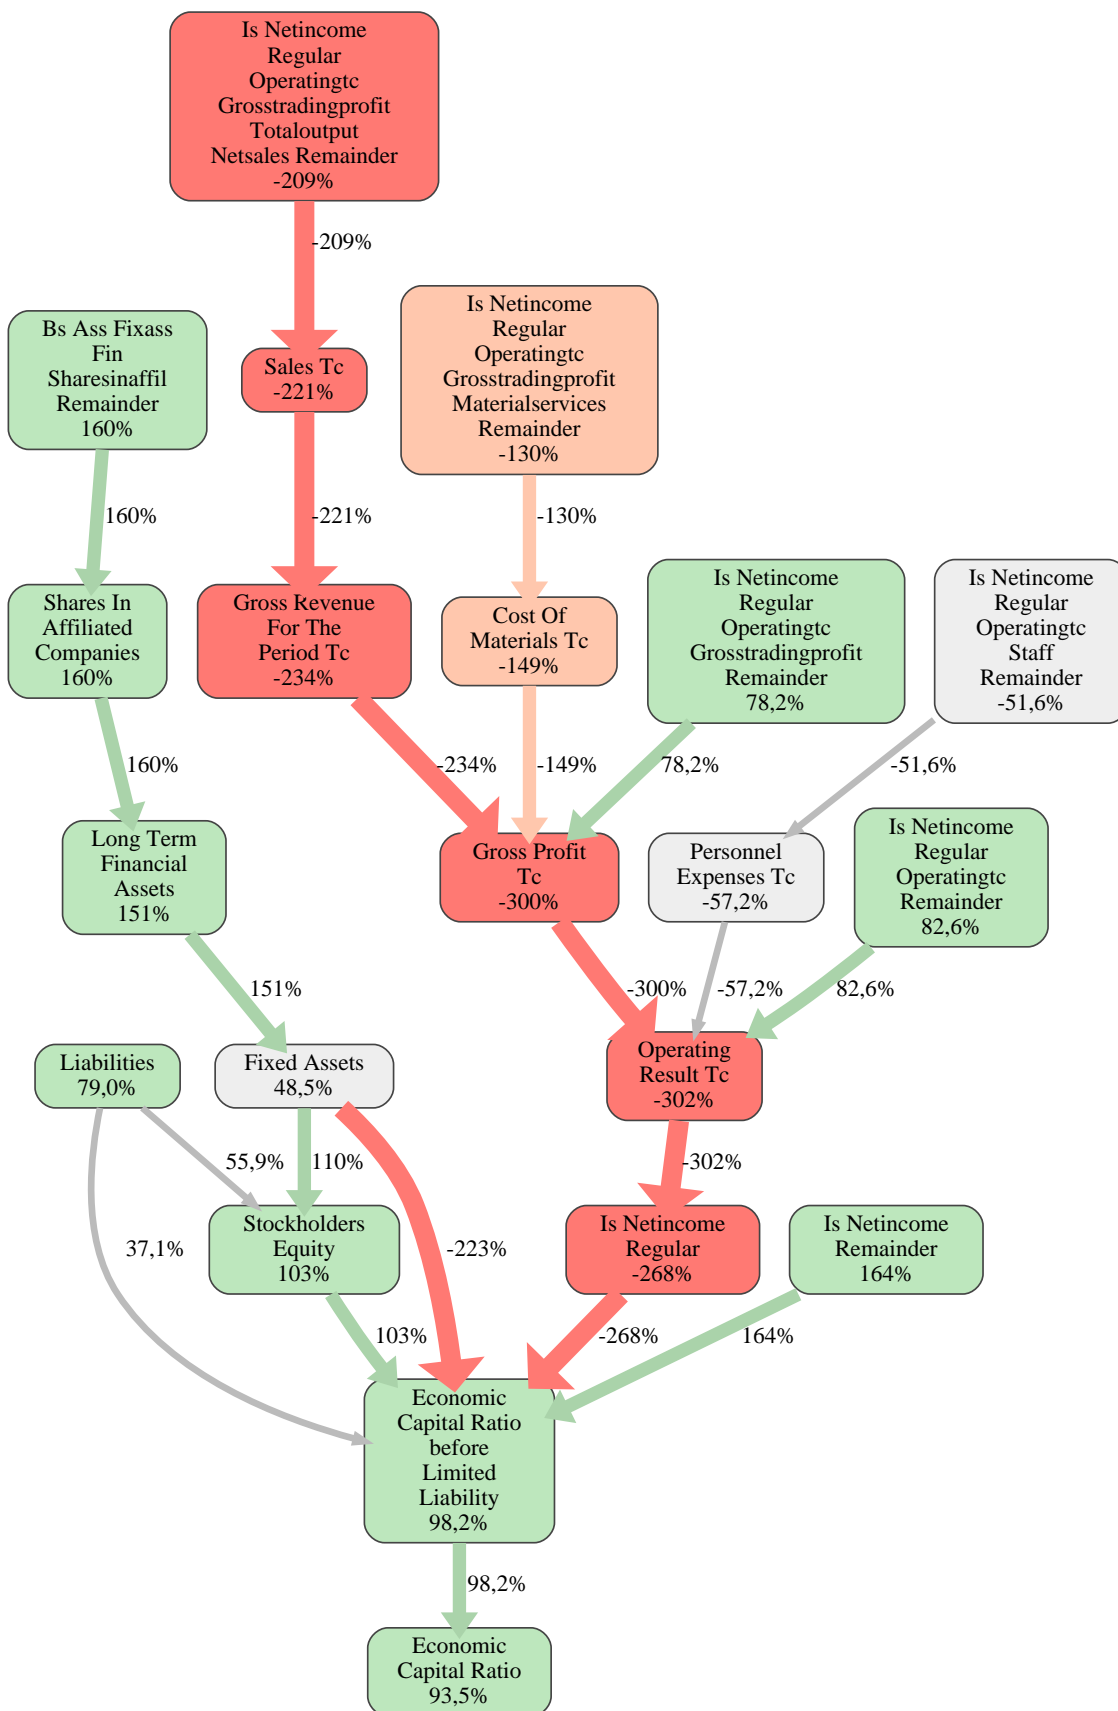 Is Netincome
Regular
Operatingtc
Grosstradingprofit
Totaloutput
Netsales Remainder
-209%
-209%
Bs Ass Fixass
Fin
Sharesinaffil
Remainder
160%
Sales Tc
-221%
Is Netincome
Regular
Operatingtc
Grosstradingprofit
Materialservices
Remainder
-130%
160%
-221%
-130%
Shares In
Affiliated
Companies
160%
Gross Revenue
For The
Period Tc
-234%
Cost Of
Materials Tc
-149%
Is Netincome
Regular
Operatingtc
Grosstradingprofit
Remainder
78,2%
Is Netincome
Regular
Operatingtc
Staff
Remainder
-51,6%
160%
-234%
-149%
78,2%
-51,6%
Long Term
Financial
Assets
151%
Gross Profit
Tc
-300%
Personnel
Expenses Tc
-57,2%
Is Netincome
Regular
Operatingtc
Remainder
82,6%
151%
-300%
-57,2%
82,6%
Liabilities
79,0%
Fixed Assets
48,5%
Operating
Result Tc
-302%
55,9%
110%
-302%
37,1%
Stockholders
Equity
103%
-223%
Is Netincome
Regular
-268%
Is Netincome
Remainder
164%
103%
-268%
164%
Economic
Capital Ratio
before
Limited
Liability
98,2%
98,2%
Economic
Capital Ratio
93,5%